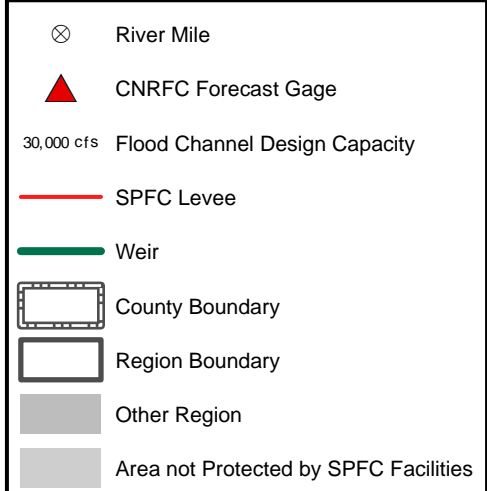 River Mile
CNRFC Forecast Gage
30,000 cfs Flood Channel Design Capacity
SPFC Levee
Weir
County Boundary
Region Boundary
Other Region
Area not Protected by SPFC Facilities